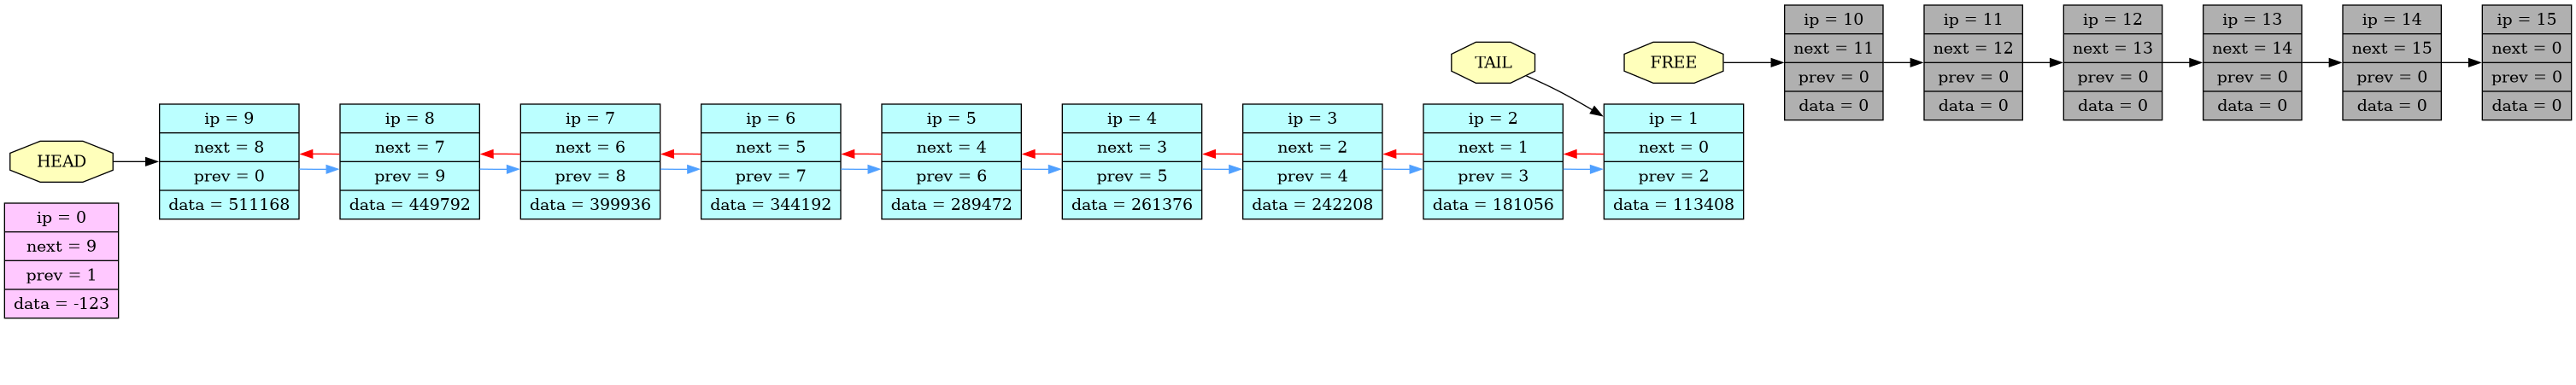 HEAD
ip = 0
next = 9
prev = 1
data = -123
ip = 9
next = 8
prev = 0
data = 511168
ip = 8
next = 7
prev = 9
data = 449792
ip = 7
next = 6
prev = 8
data = 399936
ip = 6
next = 5
prev = 7
data = 344192
ip = 5
next = 4
prev = 6
data = 289472
ip = 4
next = 3
prev = 5
data = 261376
ip = 3
next = 2
prev = 4
data = 242208
ip = 2
next = 1
prev = 3
data = 181056
TAIL
ip = 1
next = 0
prev = 2
data = 113408
FREE
ip = 10
next = 11
prev = 0
data = 0
ip = 11
next = 12
prev = 0
data = 0
ip = 12
next = 13
prev = 0
data = 0
ip = 13
next = 14
prev = 0
data = 0
ip = 14
next = 15
prev = 0
data = 0
ip = 15
next = 0
prev = 0
data = 0